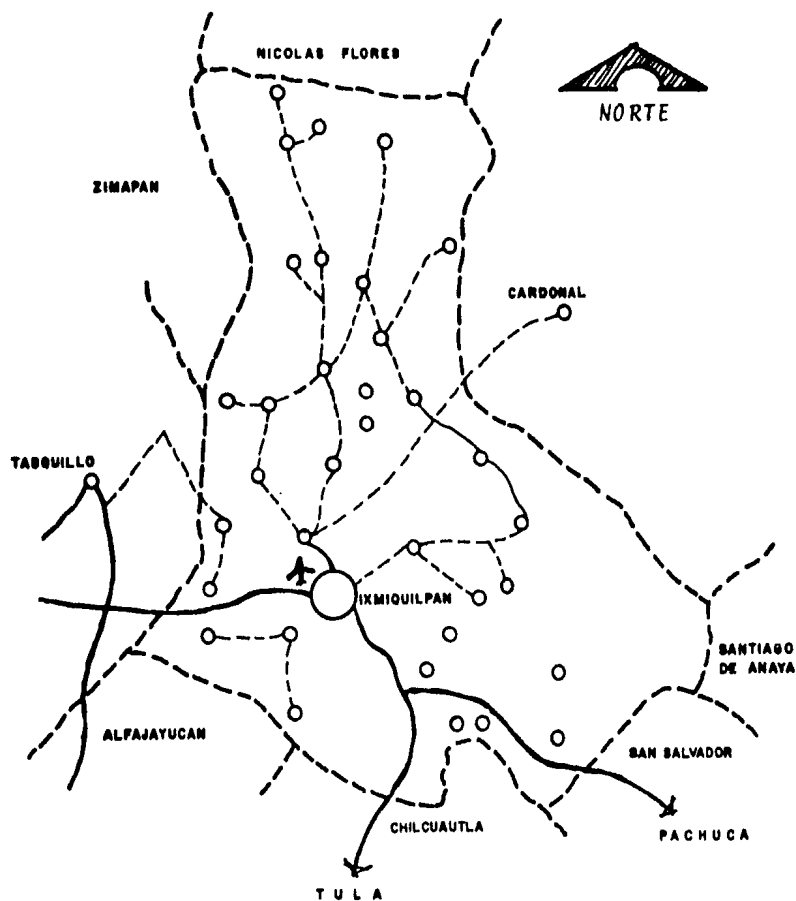 NICOLAS FLORES
NORTE
ZIMAPAN
CARDONAL
TASQUILLO
IXMIQUILPAN
SANTIAGO
DE ANAYA
ALFAJAYUCAN
SAN SALVADOR
CHILCUAUTLA
PACHUCA
TULA